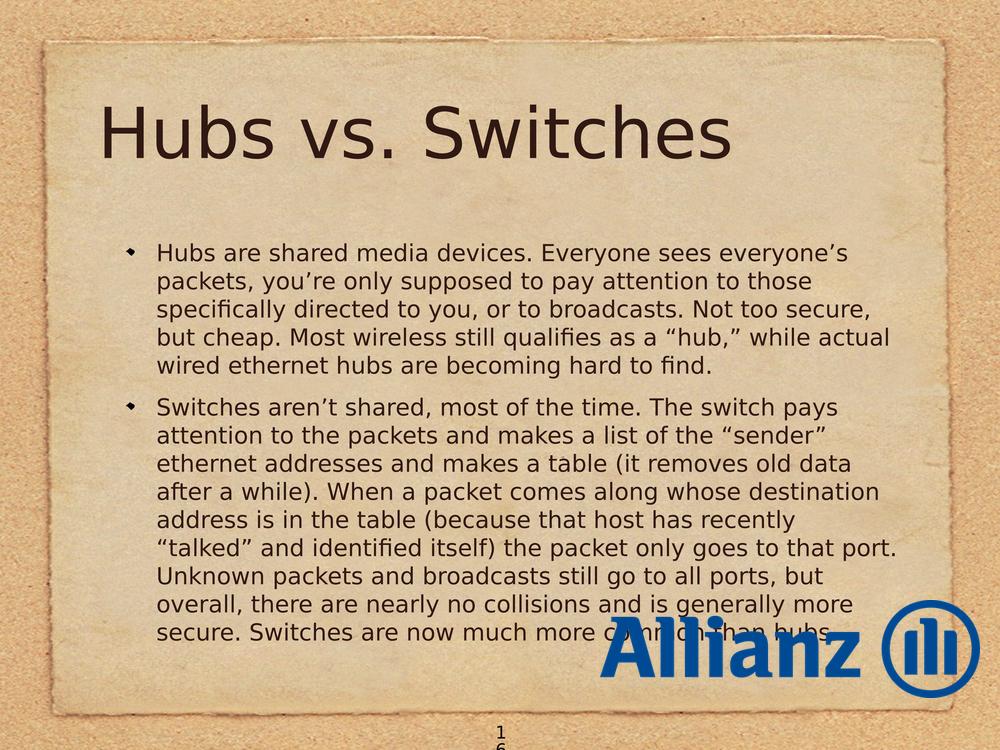 Hubs vs. Switches
Hubs are shared media devices. Everyone sees everyone’s
packets, you’re only supposed to pay attention to those
specifically directed to you, or to broadcasts. Not too secure,
but cheap. Most wireless still qualifies as a “hub,” while actual
wired ethernet hubs are becoming hard to find.
Switches aren’t shared, most of the time. The switch pays
attention to the packets and makes a list of the “sender”
ethernet addresses and makes a table (it removes old data
after a while). When a packet comes along whose destination
address is in the table (because that host has recently
“talked” and identified itself) the packet only goes to that port.
Unknown packets and broadcasts still go to all ports, but
overall, there are nearly no collisions and is generally more
secure. Switches are now much more common than hubs
Allianz
1
6